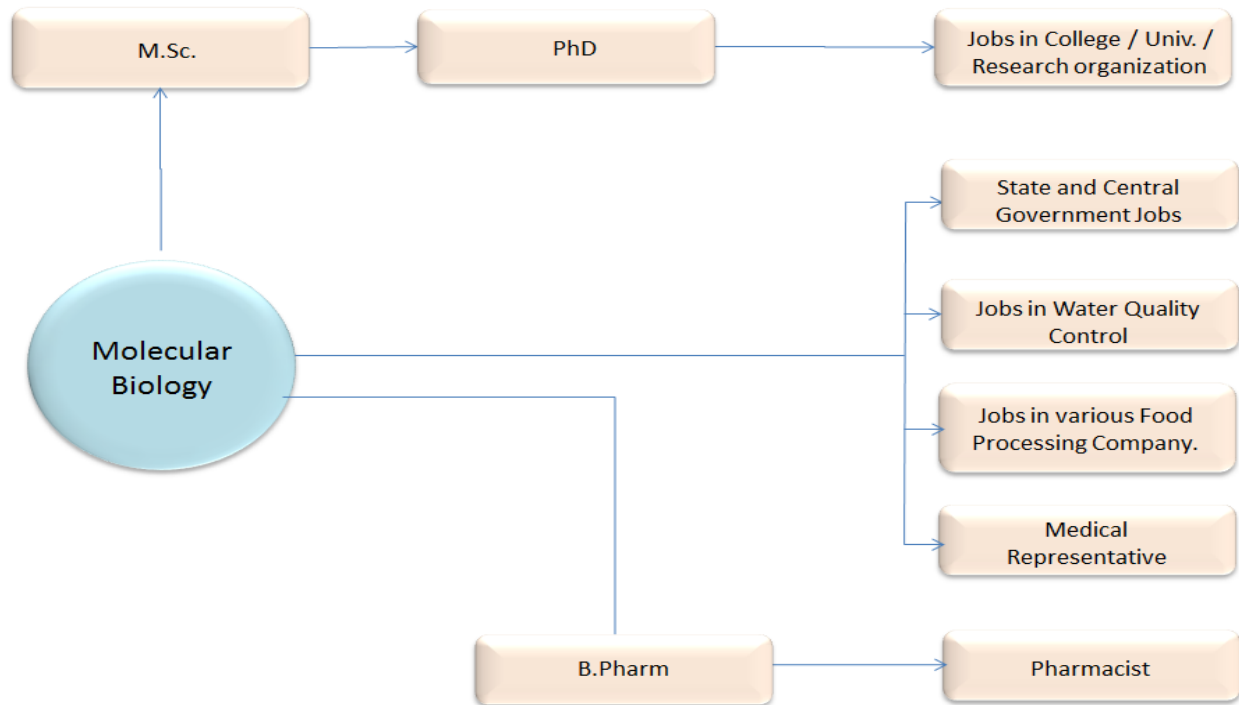 M.Sc.
PhD
Jobs in College / Univ. /
Research organization
State and Central
Government Jobs
Molecular
Biology
Jobs in Water Quality
Control
Jobs in various Food
Processing Company.
Medical
Representative
B.Pharm
Pharmacist